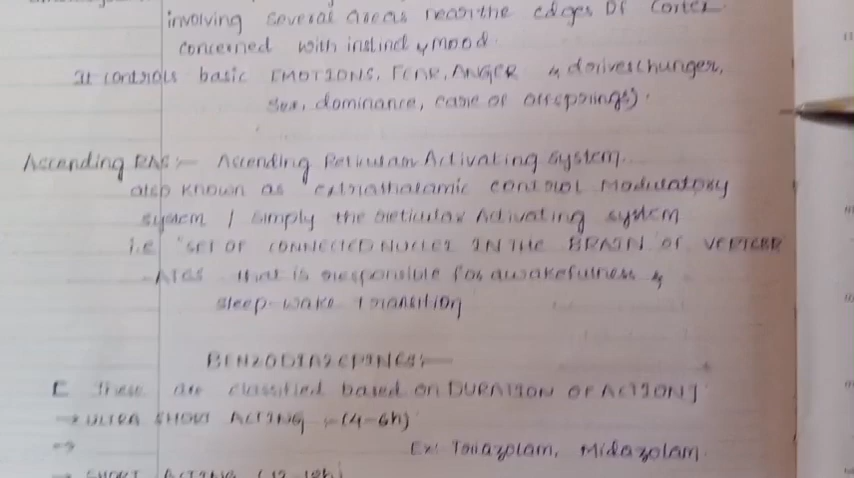 involving several areas near the edges of cortex
concerned with instinct & mood.
It controls basic EMOTIONS, FEAR, ANGER & drives(hunger,
sex, dominance, care of offsprings).
Ascending RAS:- Ascending Reticular Activating System.
also known as "extrathalamic control modulatory
system / simply the reticular Activating system
i.e "SET OF CONNECTED NUCLEI IN THE BRAIN OF VERTEBR
-ATES that is responsible for awakefulness &
sleep-wake transition
BENZODIAZEPINES:-
[ These are classified based on DURATION OF ACTION]
→ ULTRA SHORT ACTING :- (4-6h)
⇒ Ex: Triazolam, Midazolam.
→ SHORT ACTING